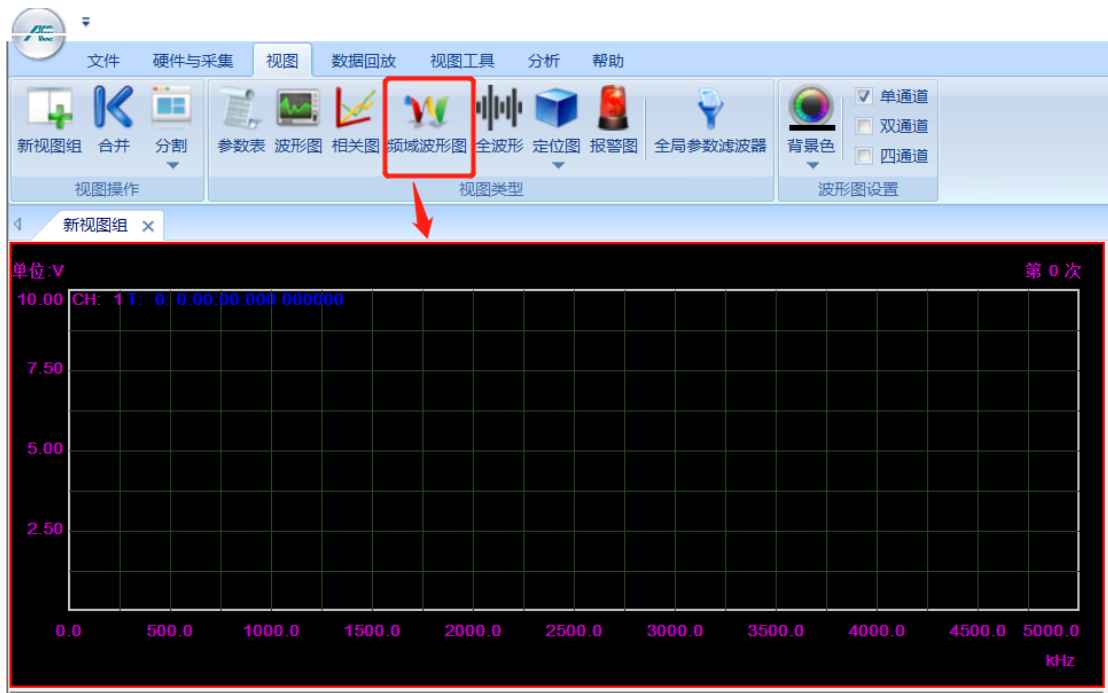 文件 硬件与采集 视图 数据回放 视图工具 分析 帮助
新视图组 合并 分割 参数表 波形图 相关图 频域波形图 全波形 定位图 报警图 全局参数滤波器 背景色
单通道
双通道
四通道
视图操作 视图类型 波形图设置
新视图组
单位:V 第 0 次
10.00 CH: 1 T: 0: 0:00:00:000 000000
7.50
5.00
2.50
0.0 500.0 1000.0 1500.0 2000.0 2500.0 3000.0 3500.0 4000.0 4500.0 5000.0
kHz